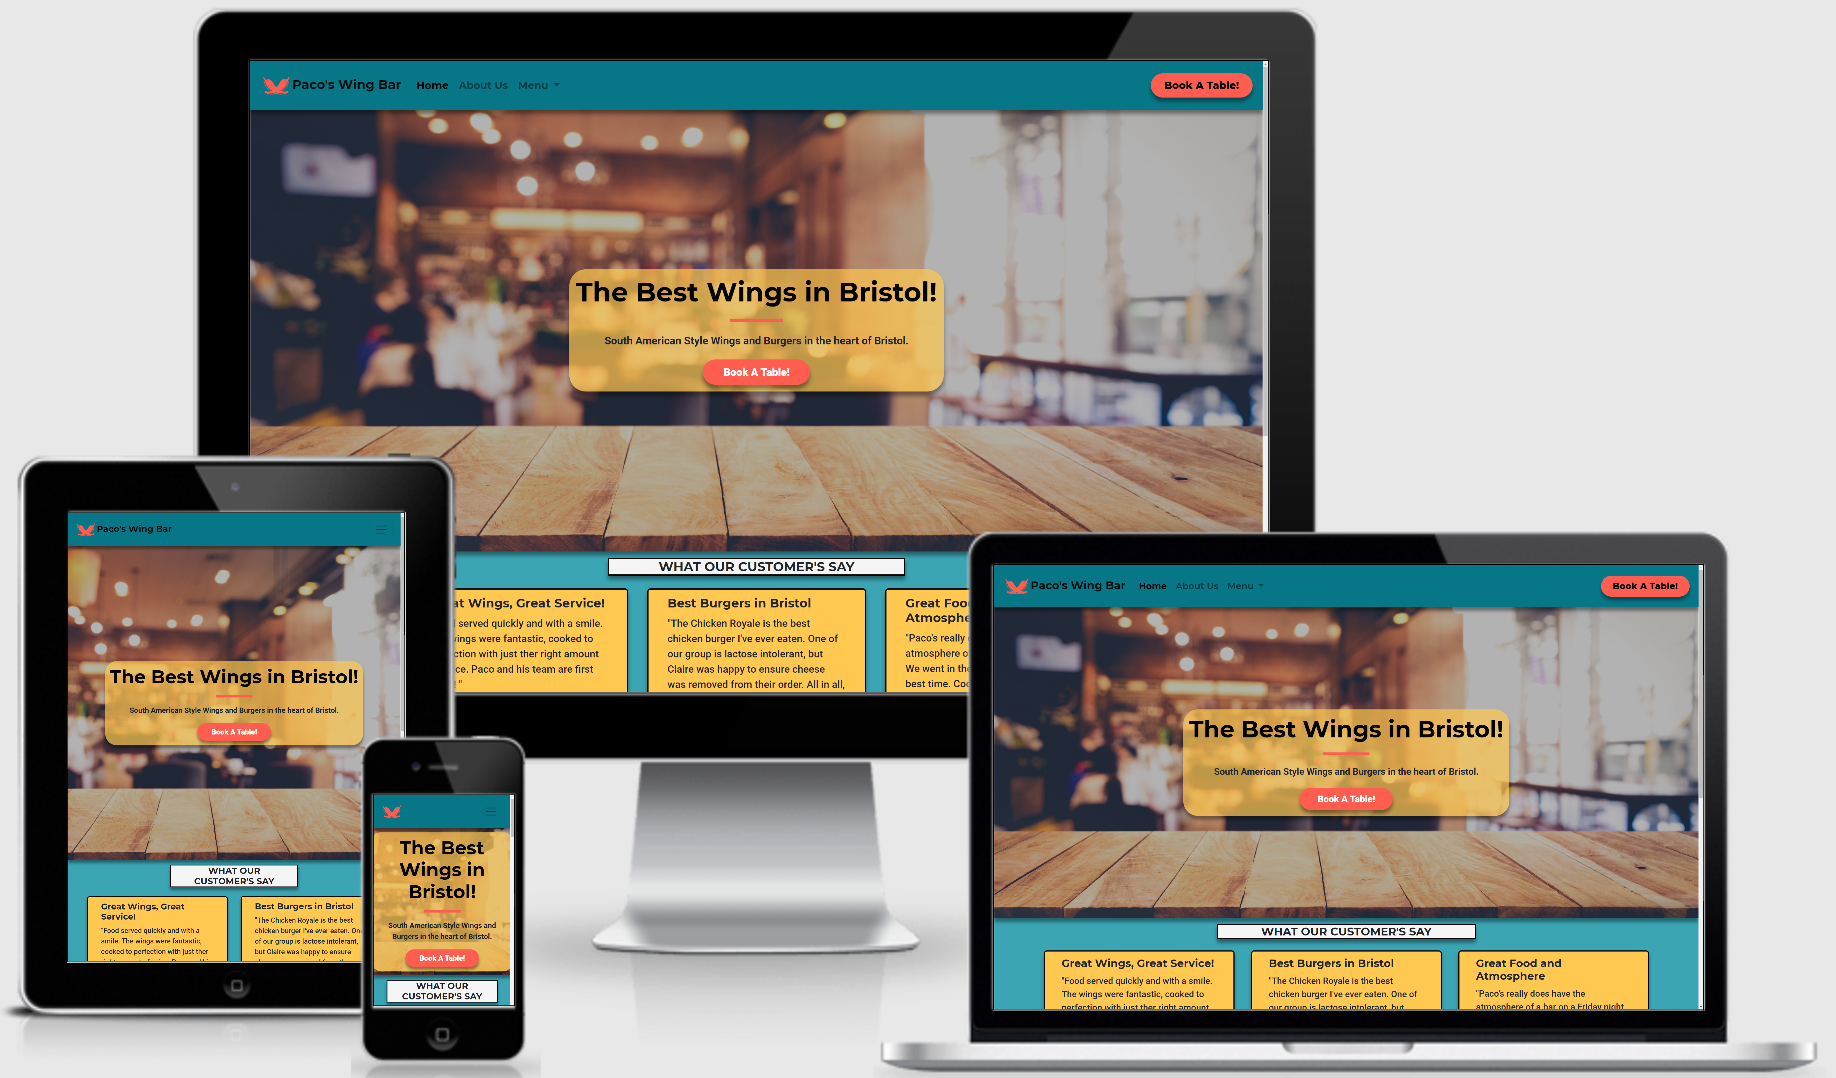 Paco's Wing Bar Home About Us Menu Book A Table!
The Best Wings in Bristol!
South American Style Wings and Burgers in the heart of Bristol.
Book A Table!
WHAT OUR CUSTOMER'S SAY
at Wings, Great Service!
served quickly and with a smile.
ings were fantastic, cooked to
ction with just ther right amount
ce. Paco and his team are first
"
Best Burgers in Bristol
"The Chicken Royale is the best
chicken burger I've ever eaten. One of
our group is lactose intolerant, but
Claire was happy to ensure cheese
was removed from their order. All in all,
Great Foo
Atmosphe
"Paco's really
atmosphere o
We went in th
best time. Coc
Paco's Wing Bar
The Best Wings in Bristol!
South American Style Wings and Burgers in the heart of Bristol.
Book A Table!
WHAT OUR
CUSTOMER'S SAY
Great Wings, Great
Service!
"Food served quickly and with a
smile. The wings were fantastic,
cooked to perfection with just ther
Best Burgers in Bristol
"The Chicken Royale is the best
chicken burger I've ever eaten. One
of our group is lactose intolerant,
but Claire was happy to ensure
The Best
Wings in
Bristol!
South American Style Wings and
Burgers in the heart of Bristol.
Book A Table!
WHAT OUR
CUSTOMER'S SAY
Paco's Wing Bar Home About Us Menu Book A Table!
The Best Wings in Bristol!
South American Style Wings and Burgers in the heart of Bristol.
Book A Table!
WHAT OUR CUSTOMER'S SAY
Great Wings, Great Service!
"Food served quickly and with a smile.
The wings were fantastic, cooked to
perfection with just ther right amount
Best Burgers in Bristol
"The Chicken Royale is the best
chicken burger I've ever eaten. One of
our group is lactose intolerant, but
Great Food and
Atmosphere
"Paco's really does have the
atmosphere of a bar on a Friday night